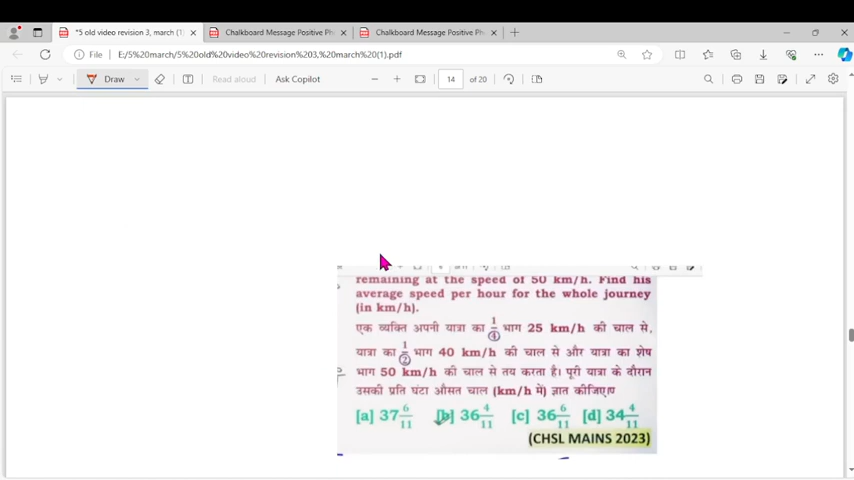 *5 old video revision 3, march (1)
Chalkboard Message Positive Ph
Chalkboard Message Positive Ph
File
E:/5%20march/5%20old%20video%20revision%203,%20march%20(1).pdf
Draw
Read aloud
Ask Copilot
14
of 20
remaining at the speed of 50 km/h. Find his
average speed per hour for the whole journey
(in km/h).
एक व्यक्ति अपनी यात्रा का 1/4 भाग 25 km/h की चाल से,
यात्रा का 1/2 भाग 40 km/h की चाल से और यात्रा का शेष
भाग 50 km/h की चाल से तय करता है। पूरी यात्रा के दौरान
उसकी प्रति घंटा औसत चाल (km/h में) ज्ञात कीजिए।
[a] 37 6/11 [b] 36 4/11 [c] 36 6/11 [d] 34 4/11
(CHSL MAINS 2023)